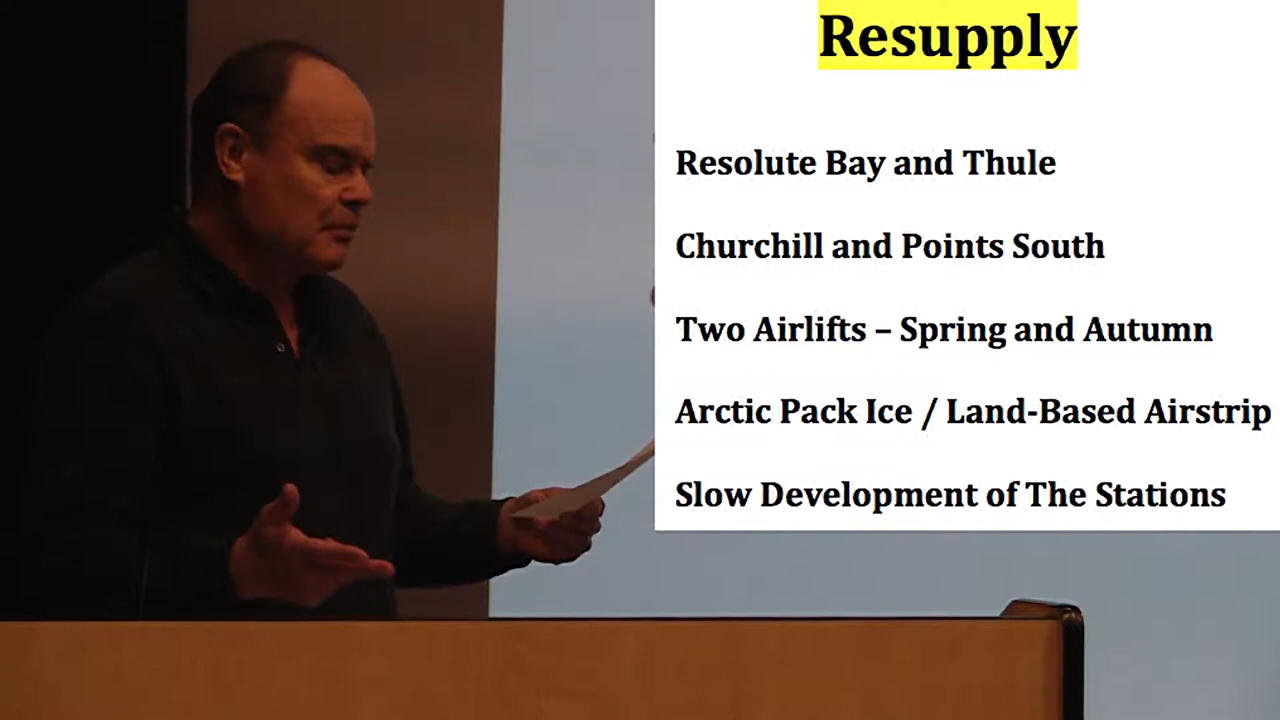 Resupply
Resolute Bay and Thule
Churchill and Points South
Two Airlifts – Spring and Autumn
Arctic Pack Ice / Land-Based Airstrip
Slow Development of The Stations